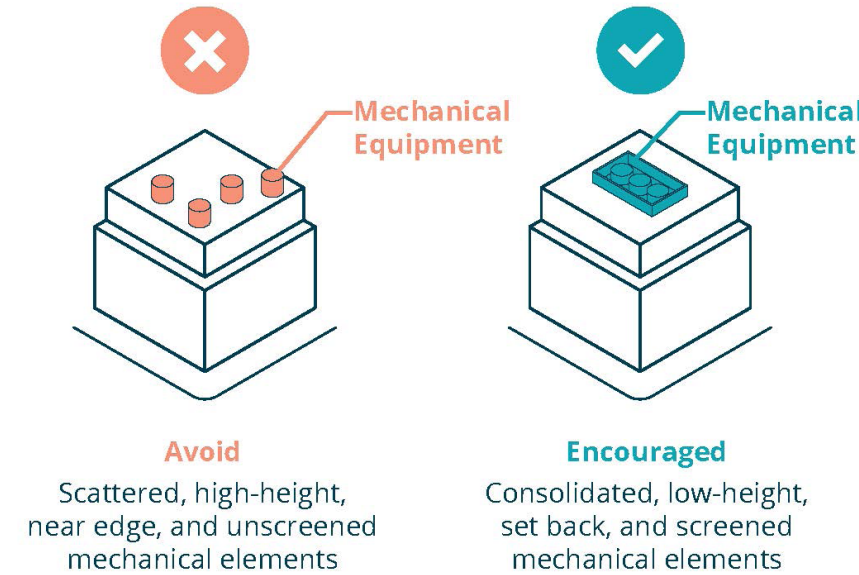 Mechanical
Equipment
Mechanical
Equipment
Avoid
Scattered, high-height,
near edge, and unscreened
mechanical elements
Encouraged
Consolidated, low-height,
set back, and screened
mechanical elements